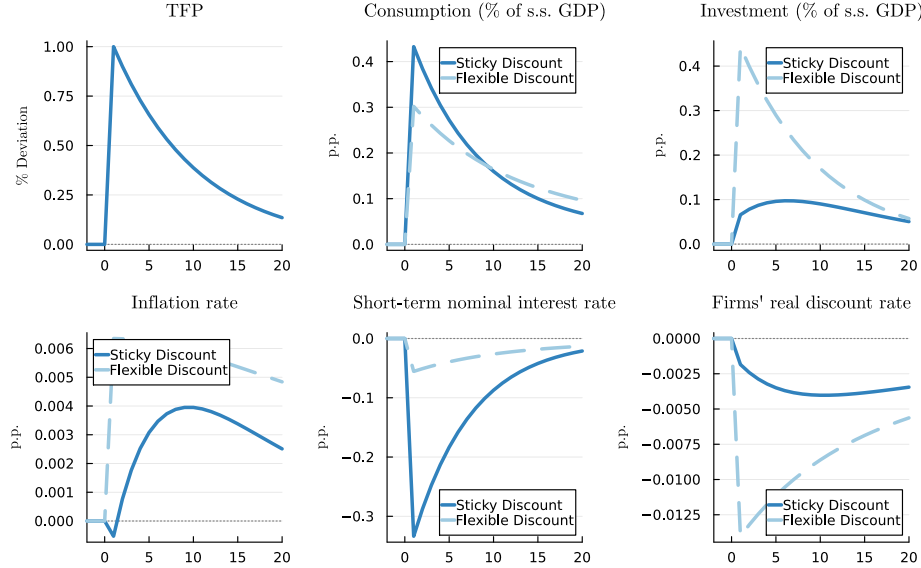 TFP
% Deviation
1.00
0.75
0.50
0.25
0.00
0 5 10 15 20
Consumption (% of s.s. GDP)
p.p.
0.4
0.3
0.2
0.1
0.0
Sticky Discount
Flexible Discount
0 5 10 15 20
Investment (% of s.s. GDP)
p.p.
0.4
0.3
0.2
0.1
0.0
Sticky Discount
Flexible Discount
0 5 10 15 20
Inflation rate
p.p.
0.006
0.005
0.004
0.003
0.002
0.001
0.000
Sticky Discount
Flexible Discount
0 5 10 15 20
Short-term nominal interest rate
p.p.
0.0
−0.1
−0.2
−0.3
Sticky Discount
Flexible Discount
0 5 10 15 20
Firms' real discount rate
p.p.
0.0000
−0.0025
−0.0050
−0.0075
−0.0100
−0.0125
Sticky Discount
Flexible Discount
0 5 10 15 20